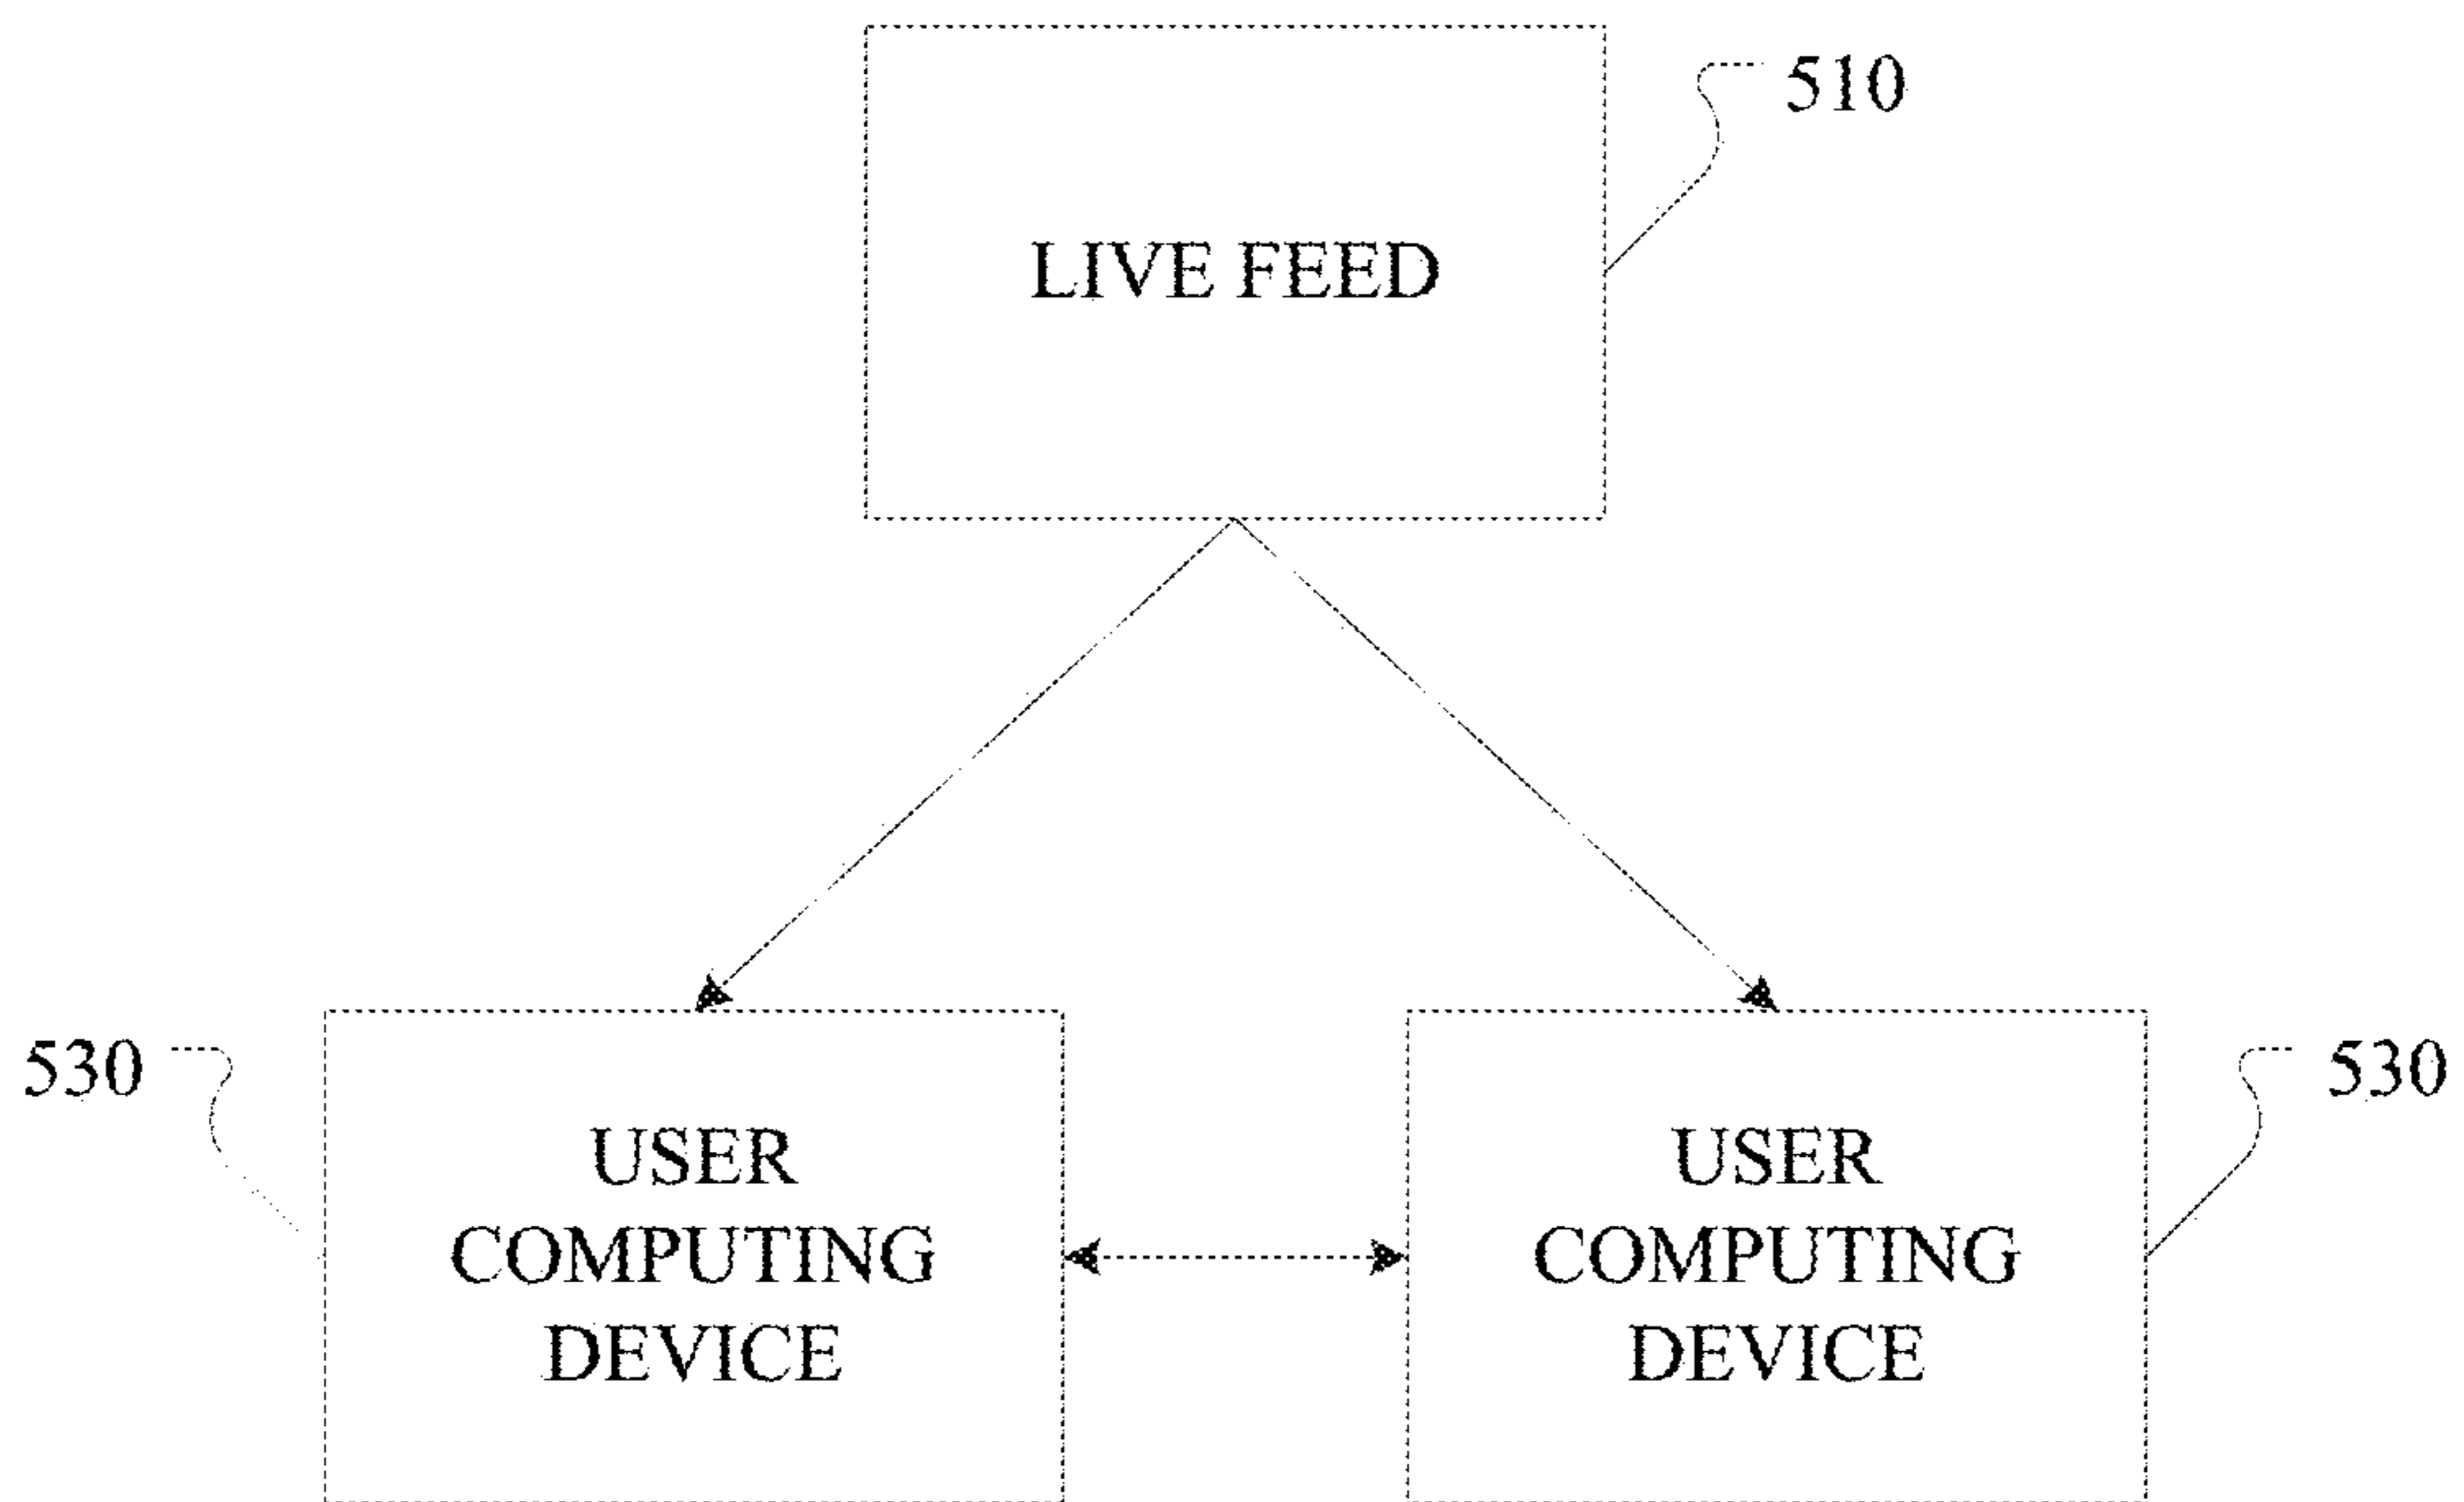 510
LIVE FEED
530
530
USER
COMPUTING
DEVICE
USER
COMPUTING
DEVICE